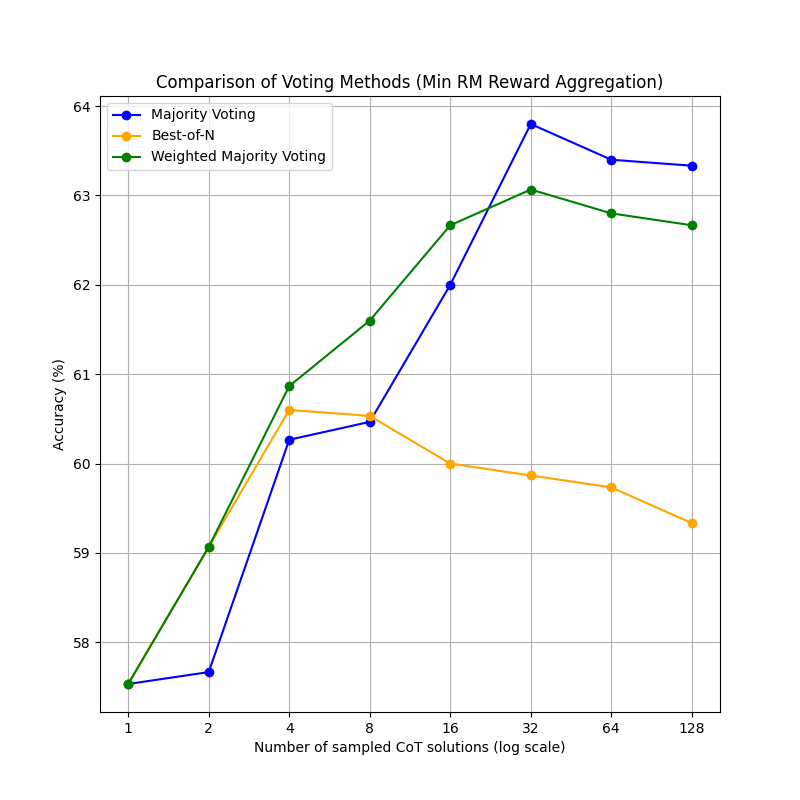 Comparison of Voting Methods (Min RM Reward Aggregation)
Majority Voting
Best-of-N
Weighted Majority Voting
Accuracy (%)
64
63
62
61
60
59
58
1 2 4 8 16 32 64 128
Number of sampled CoT solutions (log scale)